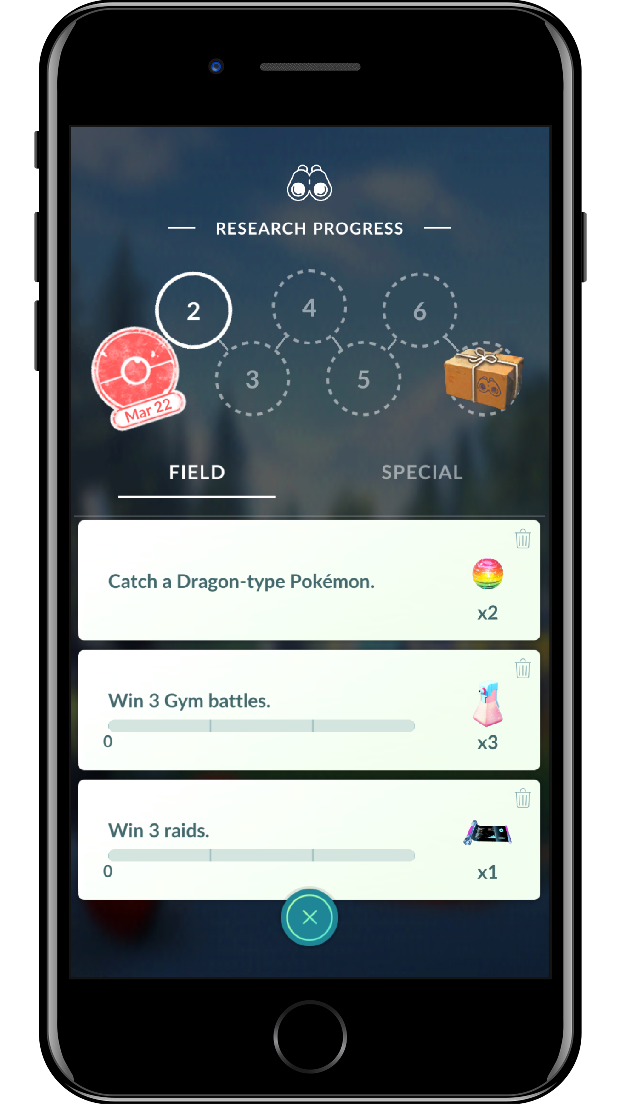 RESEARCH PROGRESS
2
4
6
3
5
Mar 22
FIELD
SPECIAL
Catch a Dragon-type Pokémon.
x2
Win 3 Gym battles.
0
x3
Win 3 raids.
0
x1